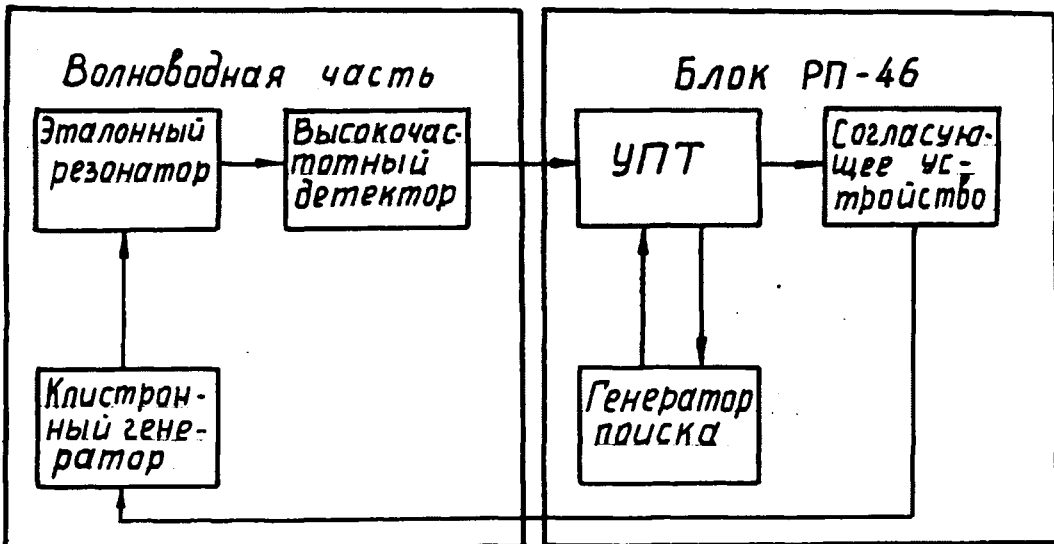 Волноводная часть
Эталонный
резонатор
Высокочас-
тотный
детектор
Клистрон-
ный гене-
ратор
Блок РП-46
УПТ
Согласую-
щее ус-
тройство
Генератор
поиска